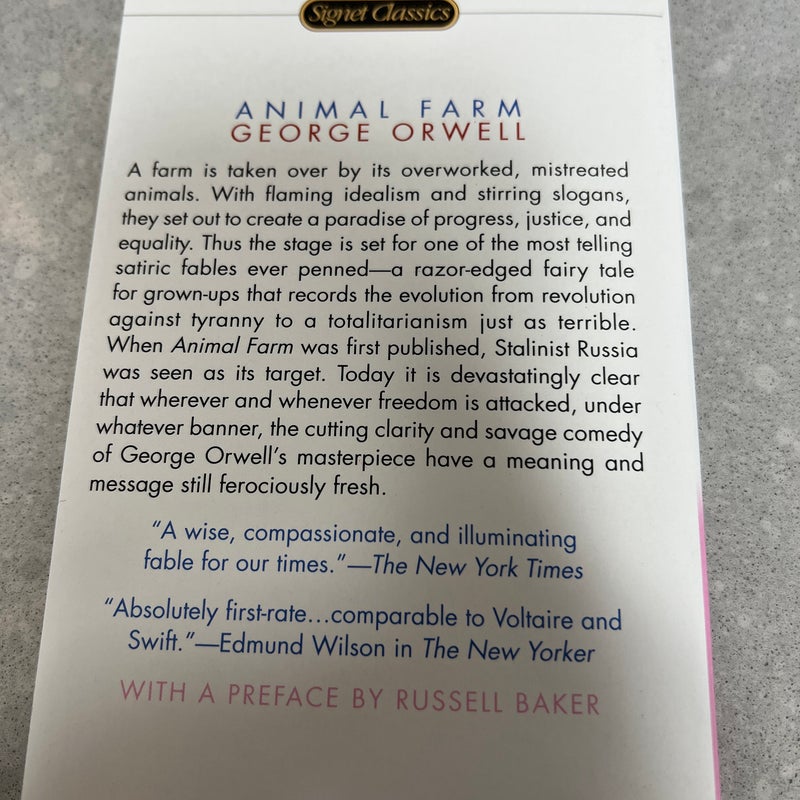 Signet Classics
ANIMAL FARM
GEORGE ORWELL
A farm is taken over by its overworked, mistreated
animals. With flaming idealism and stirring slogans,
they set out to create a paradise of progress, justice, and
equality. Thus the stage is set for one of the most telling
satiric fables ever penned—a razor-edged fairy tale
for grown-ups that records the evolution from revolution
against tyranny to a totalitarianism just as terrible.
When Animal Farm was first published, Stalinist Russia
was seen as its target. Today it is devastatingly clear
that wherever and whenever freedom is attacked, under
whatever banner, the cutting clarity and savage comedy
of George Orwell's masterpiece have a meaning and
message still ferociously fresh.
“A wise, compassionate, and illuminating
fable for our times.”—The New York Times
“Absolutely first-rate...comparable to Voltaire and
Swift.”—Edmund Wilson in The New Yorker
WITH A PREFACE BY RUSSELL BAKER